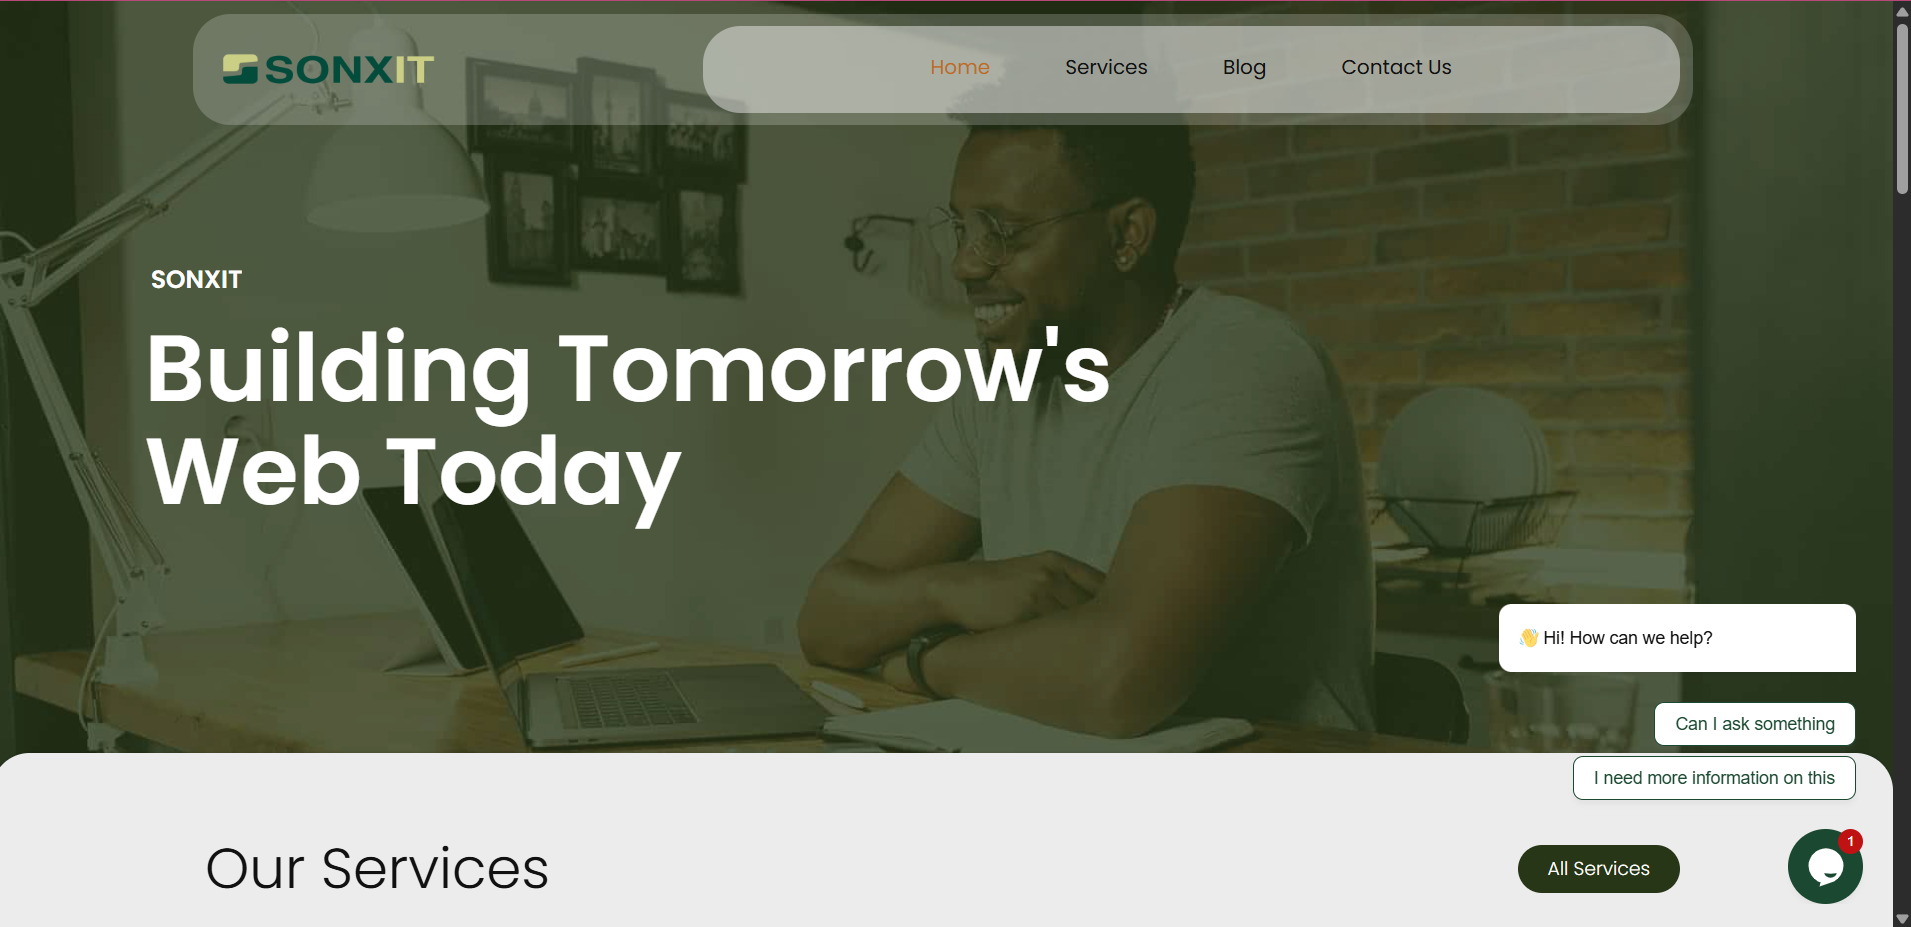 SONXIT
Home Services Blog Contact Us
SONXIT
Building Tomorrow's
Web Today
👋 Hi! How can we help?
Can I ask something
I need more information on this
Our Services
All Services
1